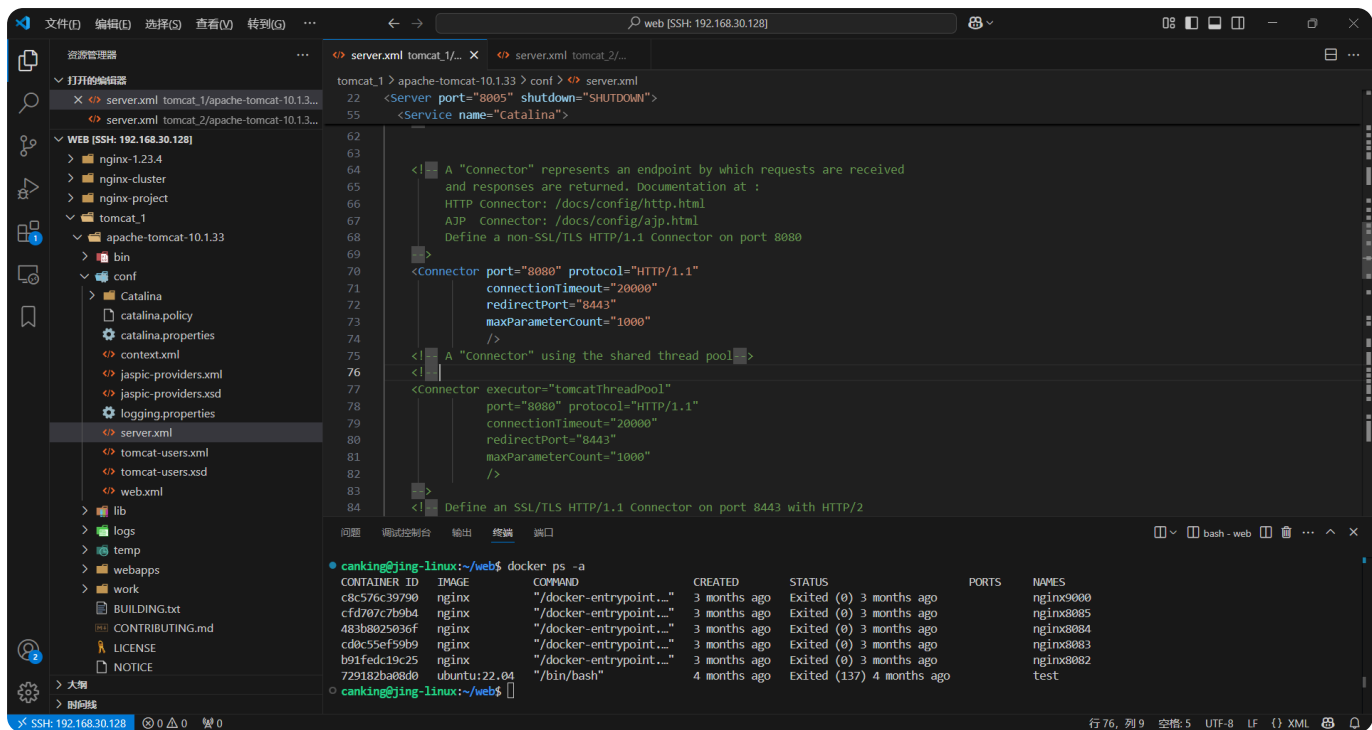 文件(F) 编辑(E) 选择(S) 查看(V) 转到(G) ··· web [SSH: 192.168.30.128]
资源管理器 ···
打开的编辑器
server.xml tomcat_1/apache-tomcat-10.1.3...
server.xml tomcat_2/apache-tomcat-10.1.3...
WEB [SSH: 192.168.30.128]
nginx-1.23.4
nginx-cluster
nginx-project
tomcat_1
apache-tomcat-10.1.33
bin
conf
Catalina
catalina.policy
catalina.properties
context.xml
jaspic-providers.xml
jaspic-providers.xsd
logging.properties
server.xml
tomcat-users.xml
tomcat-users.xsd
web.xml
lib
logs
temp
webapps
work
BUILDING.txt
CONTRIBUTING.md
LICENSE
NOTICE
大纲
时间线
1
2
server.xml tomcat_1/... server.xml tomcat_2/...
tomcat_1 > apache-tomcat-10.1.33 > conf > server.xml
22 <Server port="8005" shutdown="SHUTDOWN">
55 <Service name="Catalina">
62
63
64 <!-- A "Connector" represents an endpoint by which requests are received
65 and responses are returned. Documentation at :
66 HTTP Connector: /docs/config/http.html
67 AJP  Connector: /docs/config/ajp.html
68 Define a non-SSL/TLS HTTP/1.1 Connector on port 8080
69 -->
70 <Connector port="8080" protocol="HTTP/1.1"
71 connectionTimeout="20000"
72 redirectPort="8443"
73 maxParameterCount="1000"
74 />
75 <!-- A "Connector" using the shared thread pool-->
76 <!--
77 <Connector executor="tomcatThreadPool"
78 port="8080" protocol="HTTP/1.1"
79 connectionTimeout="20000"
80 redirectPort="8443"
81 maxParameterCount="1000"
82 />
83 -->
84 <!-- Define an SSL/TLS HTTP/1.1 Connector on port 8443 with HTTP/2
问题 调试控制台 输出 终端 端口 bash - web
canking@jing-linux:~/web$ docker ps -a
CONTAINER ID IMAGE COMMAND CREATED STATUS PORTS NAMES
c8c576c39790 nginx "/docker-entrypoint.…" 3 months ago Exited (0) 3 months ago nginx9000
cfd707c7b9b4 nginx "/docker-entrypoint.…" 3 months ago Exited (0) 3 months ago nginx8085
483b8025036f nginx "/docker-entrypoint.…" 3 months ago Exited (0) 3 months ago nginx8084
cd0c55ef59b9 nginx "/docker-entrypoint.…" 3 months ago Exited (0) 3 months ago nginx8083
b91fedc19c25 nginx "/docker-entrypoint.…" 3 months ago Exited (0) 3 months ago nginx8082
729182ba08d0 ubuntu:22.04 "/bin/bash" 4 months ago Exited (137) 4 months ago test
canking@jing-linux:~/web$
SSH: 192.168.30.128 0 0 0 行 76, 列 9 空格: 5 UTF-8 LF {} XML